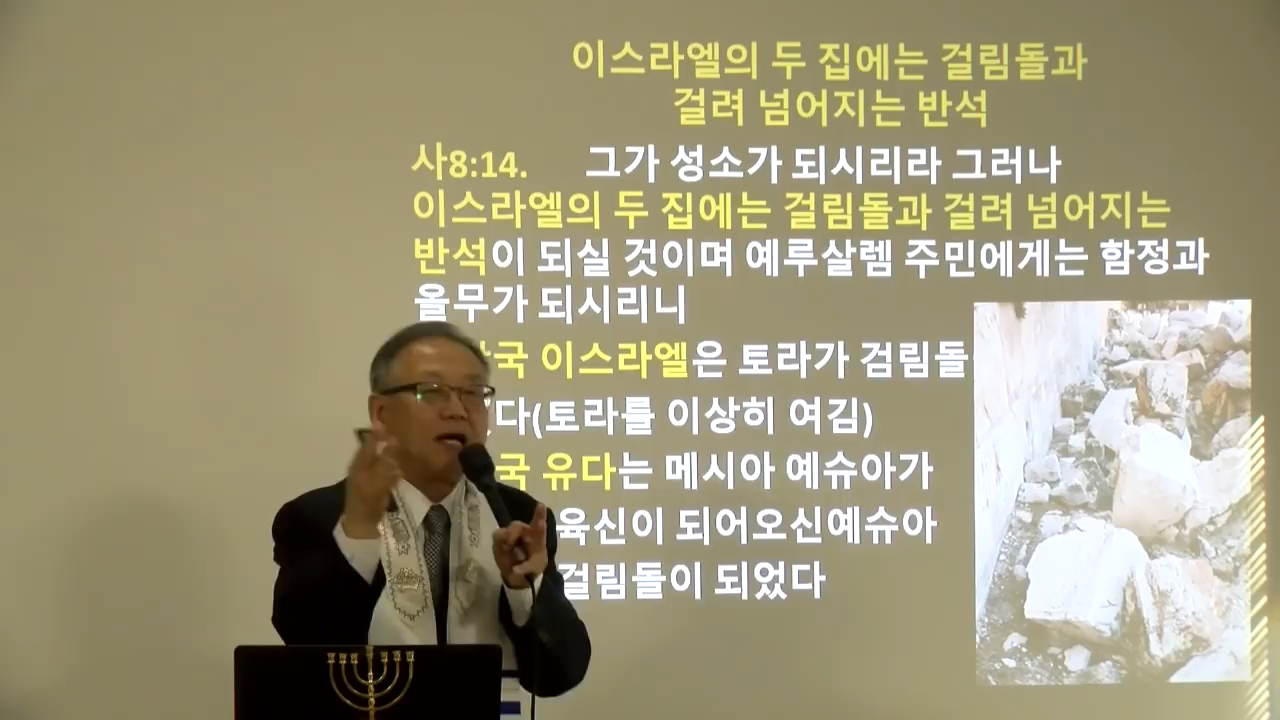 이스라엘의 두 집에는 걸림돌과
걸려 넘어지는 반석
사8:14. 그가 성소가 되시리라 그러나
이스라엘의 두 집에는 걸림돌과 걸려 넘어지는
반석이 되실 것이며 예루살렘 주민에게는 함정과
올무가 되시리니
이스라엘은 토라가 검림돌
(토라를 이상히 여김)
유다는 메시아 예슈아가
육신이 되어오신예슈아
걸림돌이 되었다